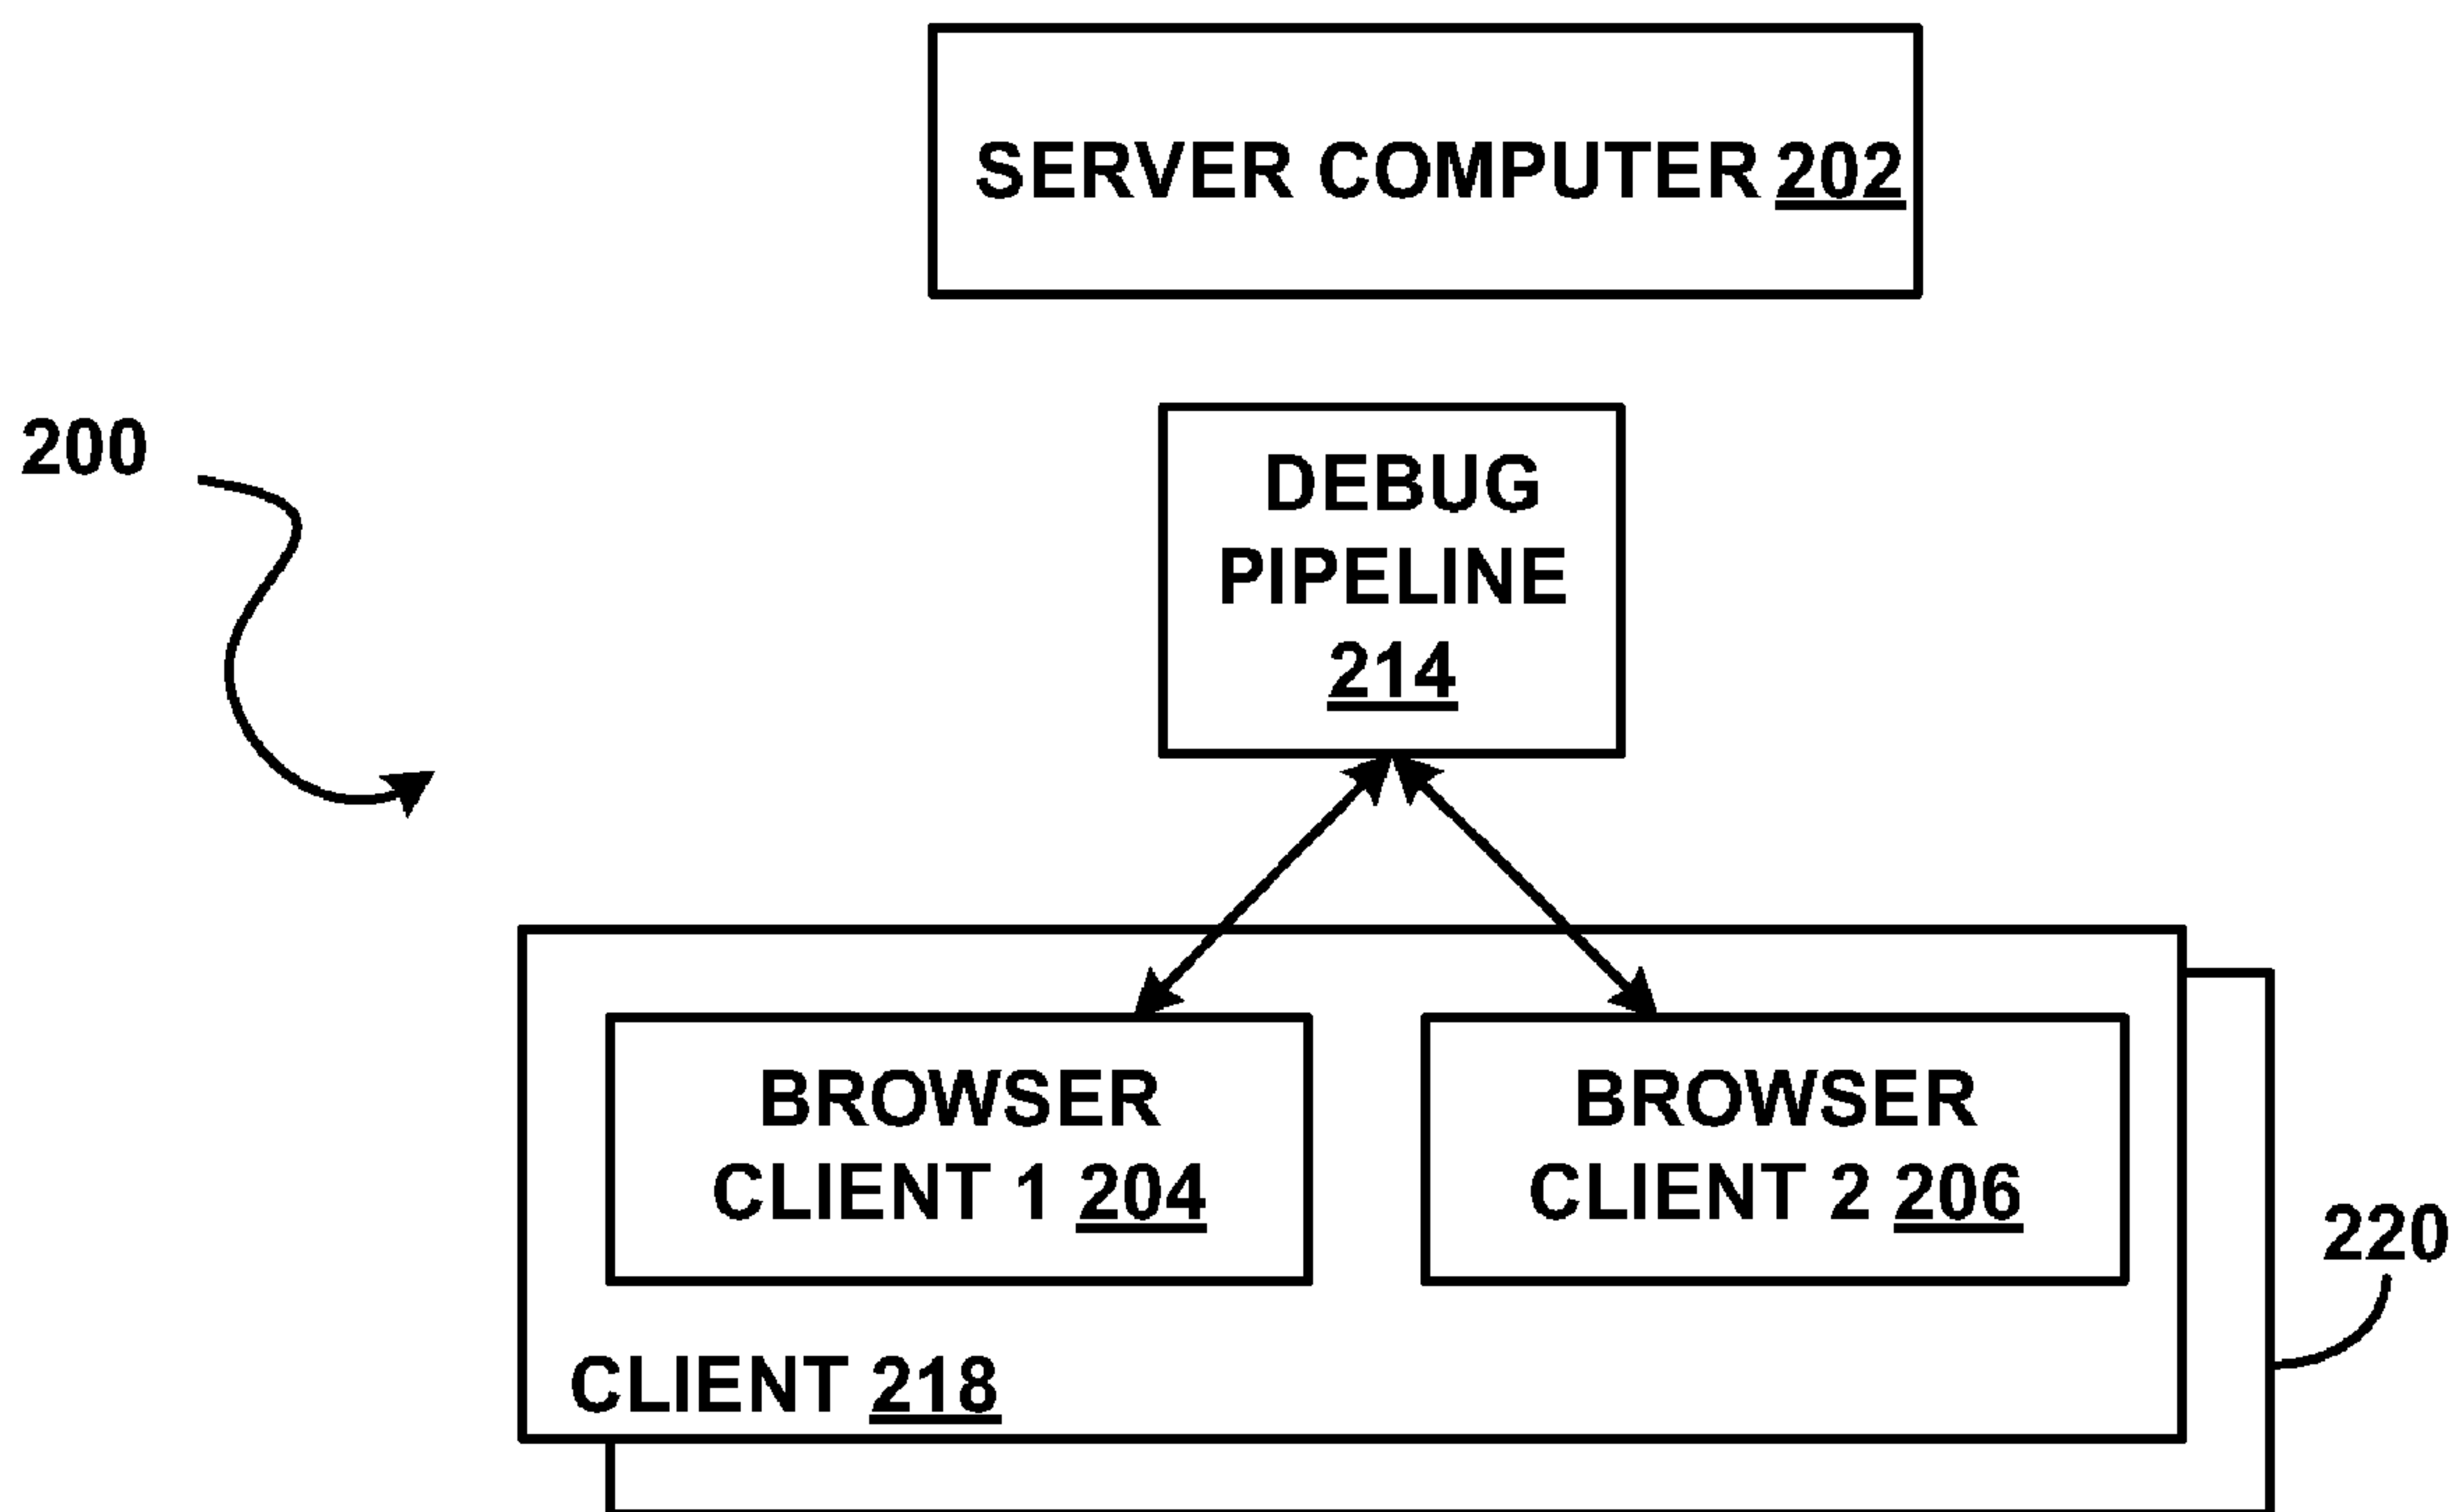 SERVER COMPUTER 202
200
DEBUG
PIPELINE
214
BROWSER
CLIENT 1 204
BROWSER
CLIENT 2 206
220
CLIENT 218